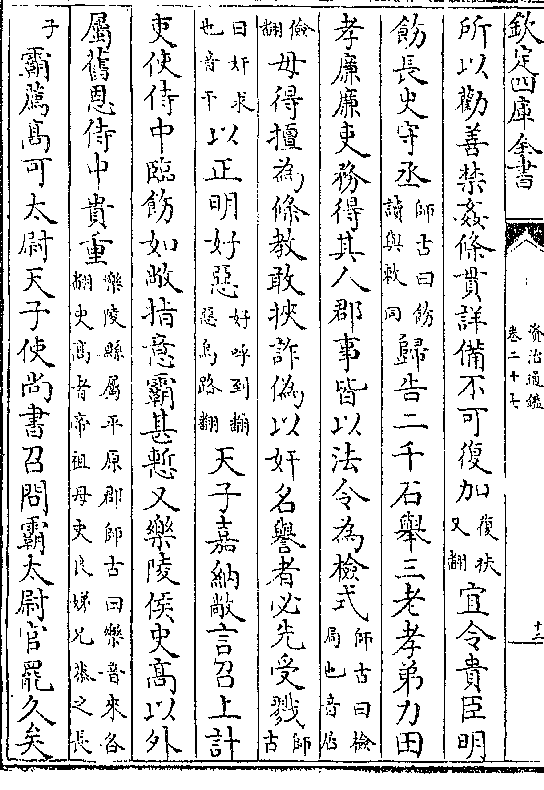 欽定四庫全書
資治通鑑
卷二十七
十二
所以勸善禁姦條貫詳備不可復加復扶又翻宜令貴臣明
飭長史守丞師古曰飭讀與敕同歸告二千石舉三老孝弟力田
孝廉廉吏務得其人郡事皆以法令為檢式師古曰檢局也音居
儉翻毋得擅為條教敢挾詐偽以奸名譽者必先受戮師古
曰奸求也音干以正明好惡好呼到翻惡烏路翻天子嘉納敞言召上計
吏使侍中臨飭如敞指意霸甚慙又樂陵侯史高以外
屬舊恩侍中貴重樂陵縣屬平原郡師古曰樂音來各翻史高者帝祖母史良娣兄恭之長
子霸薦高可太尉天子使尚書召問霸太尉官罷久矣